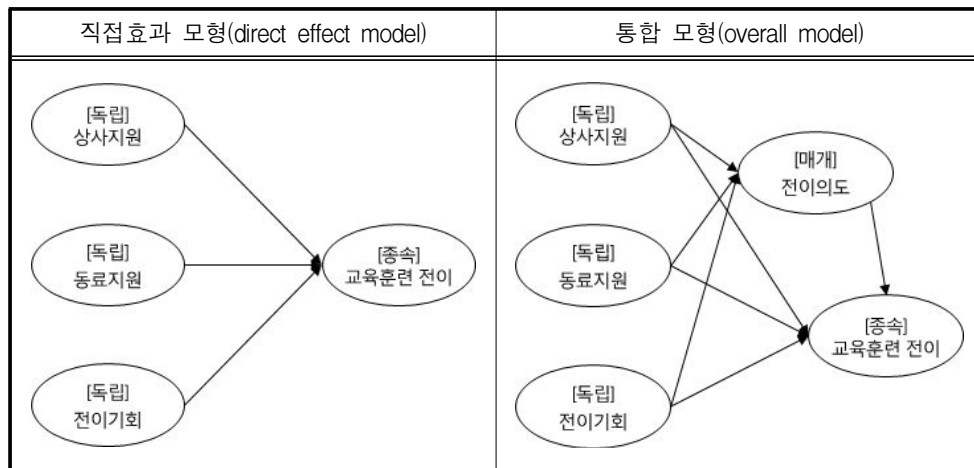 직접효과 모형(direct effect model)
통합 모형(overall model)
[독립]
상사지원
[독립]
동료지원
[독립]
전이기회
[종속]
교육훈련 전이
[독립]
상사지원
[매개]
전이의도
[독립]
동료지원
[종속]
교육훈련 전이
[독립]
전이기회